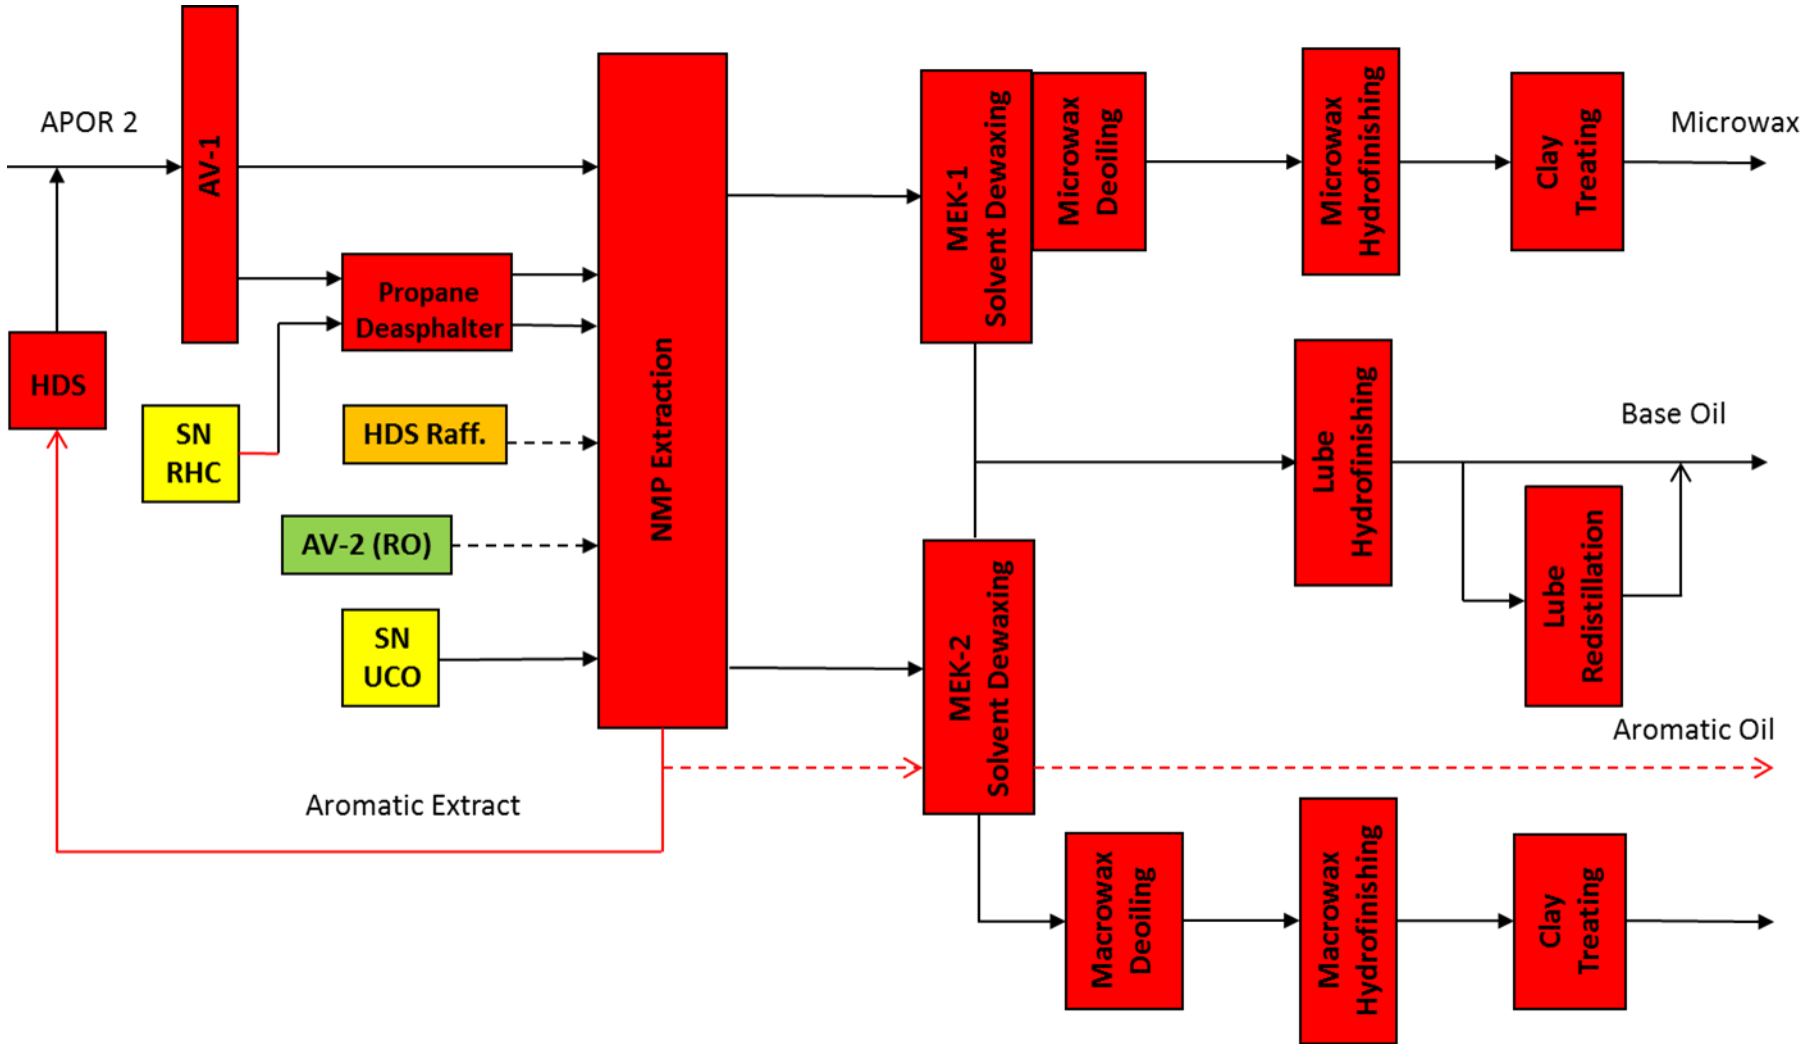 APOR 2
AV-1
HDS
SN
RHC
Propane
Deasphalter
HDS Raff.
AV-2 (RO)
SN
UCO
Aromatic Extract
NMP Extraction
MEK-1
Solvent Dewaxing
Microwax
Deoiling
Microwax
Hydrofinishing
Clay
Treating
Microwax
Lube
Hydrofinishing
Base Oil
Lube
Redistillation
MEK-2
Solvent Dewaxing
Aromatic Oil
Macrowax
Deoiling
Macrowax
Hydrofinishing
Clay
Treating